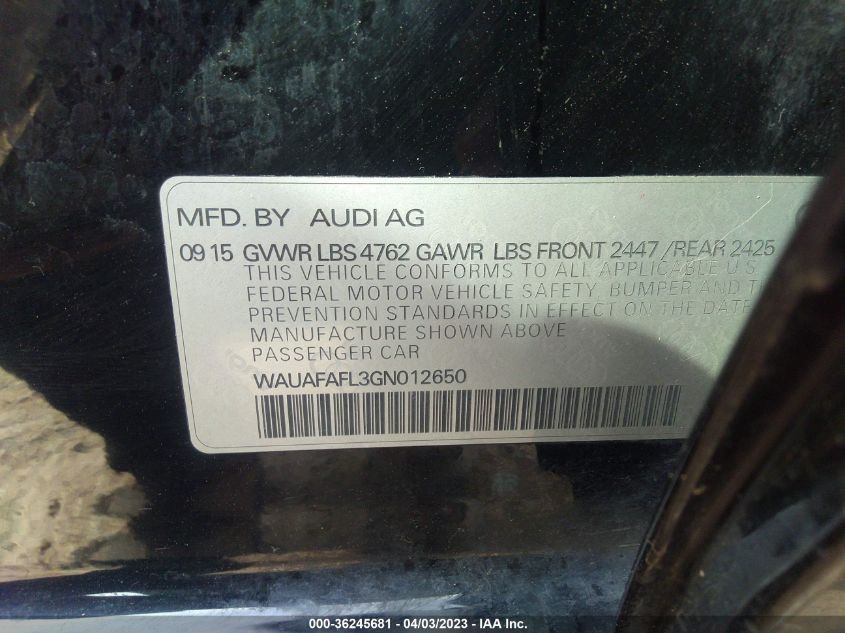 MFD. BY AUDI AG
09 15 GVWR LBS 4762 GAWR LBS FRONT 2447 / REAR 2425
THIS VEHICLE CONFORMS TO ALL APPLICABLE U S
FEDERAL MOTOR VEHICLE SAFETY, BUMPER AND
PREVENTION STANDARDS IN EFFECT ON THE DATE
MANUFACTURE SHOWN ABOVE
PASSENGER CAR
WAUAFAFL3GN012650
000-36245681 - 04/03/2023 - IAA Inc.